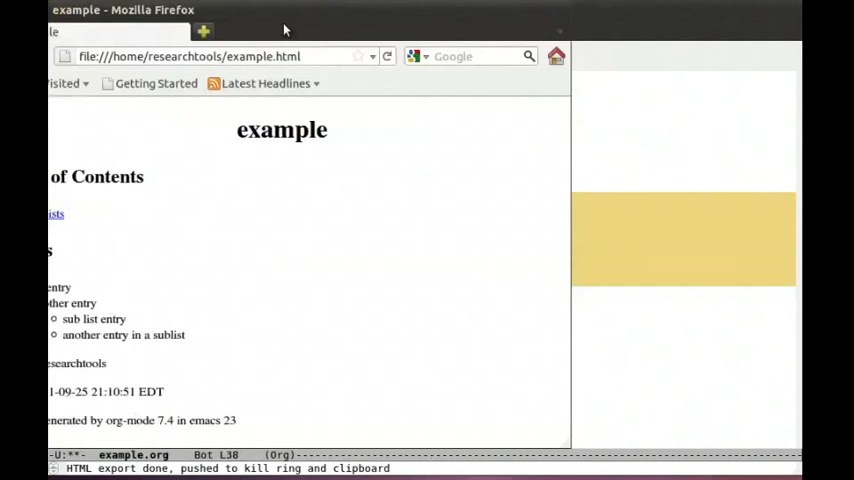 example - Mozilla Firefox
le
file:///home/researchtools/example.html
Google
isited
Getting Started
Latest Headlines
example
of Contents
ists
s
entry
ther entry
sub list entry
another entry in a sublist
esearchtools
1-09-25 21:10:51 EDT
enerated by org-mode 7.4 in emacs 23
-U:**- example.org Bot L38 (Org)
HTML export done, pushed to kill ring and clipboard